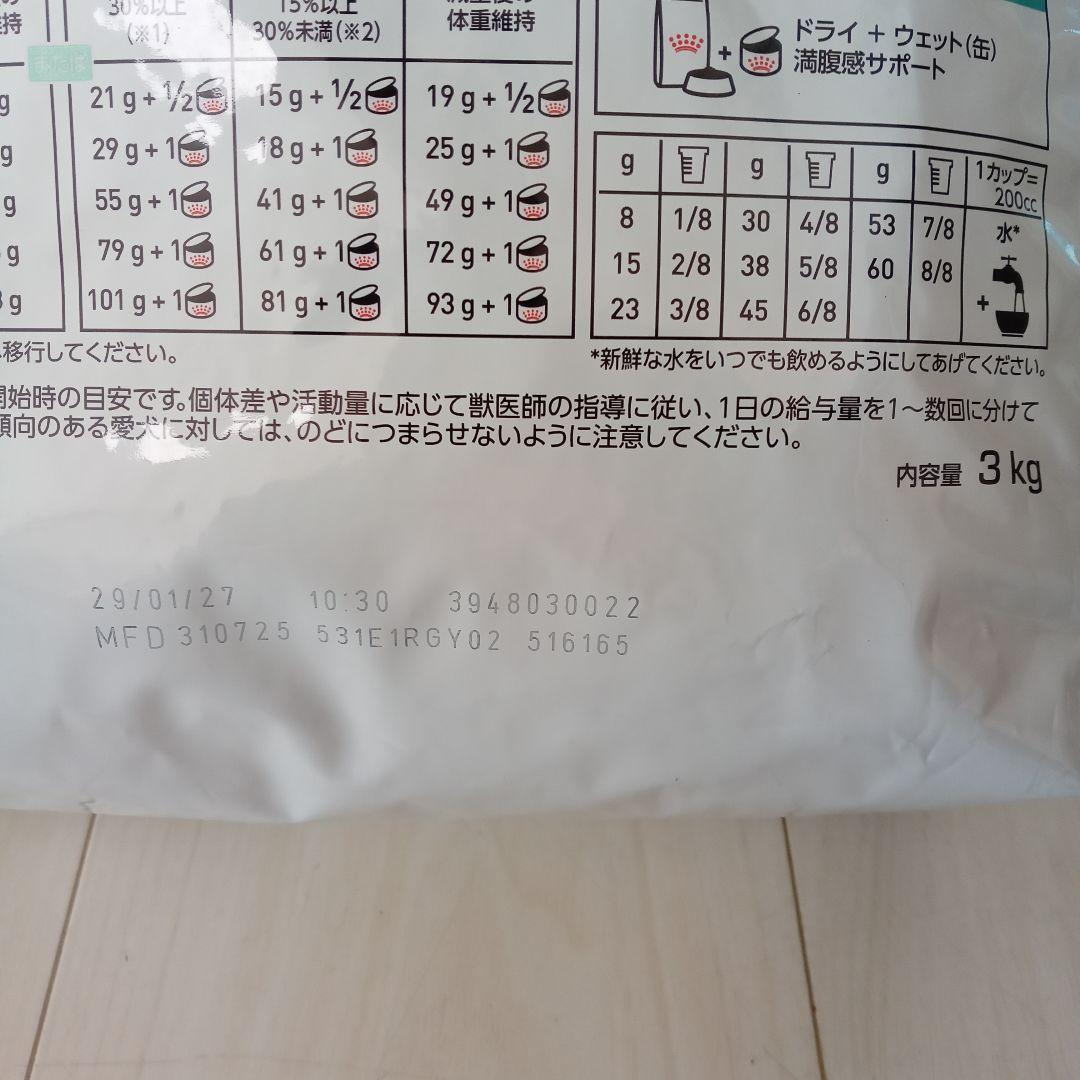 持
30%以上
(※1)
15%以上
30%未満(※2)
体重維持
または
g 21 g + ½ 15 g + ½ 19 g + ½
g 29 g + 1 18 g + 1 25 g + 1
g 55 g + 1 41 g + 1 49 g + 1
g 79 g + 1 61 g + 1 72 g + 1
g 101 g + 1 81 g + 1 93 g + 1
+ ドライ + ウェット(缶)
満腹感サポート
g g g 1カップ=
200cc
8 1/8 30 4/8 53 7/8 水*
15 2/8 38 5/8 60 8/8
23 3/8 45 6/8 +
移行してください。
*新鮮な水をいつでも飲めるようにしてあげてください。
開始時の目安です。個体差や活動量に応じて獣医師の指導に従い、1日の給与量を1～数回に分けて
傾向のある愛犬に対しては、のどにつまらせないように注意してください。
内容量 3 kg
29/01/27 10:30 3948030022
MFD 310725 531E1RGY02 516165